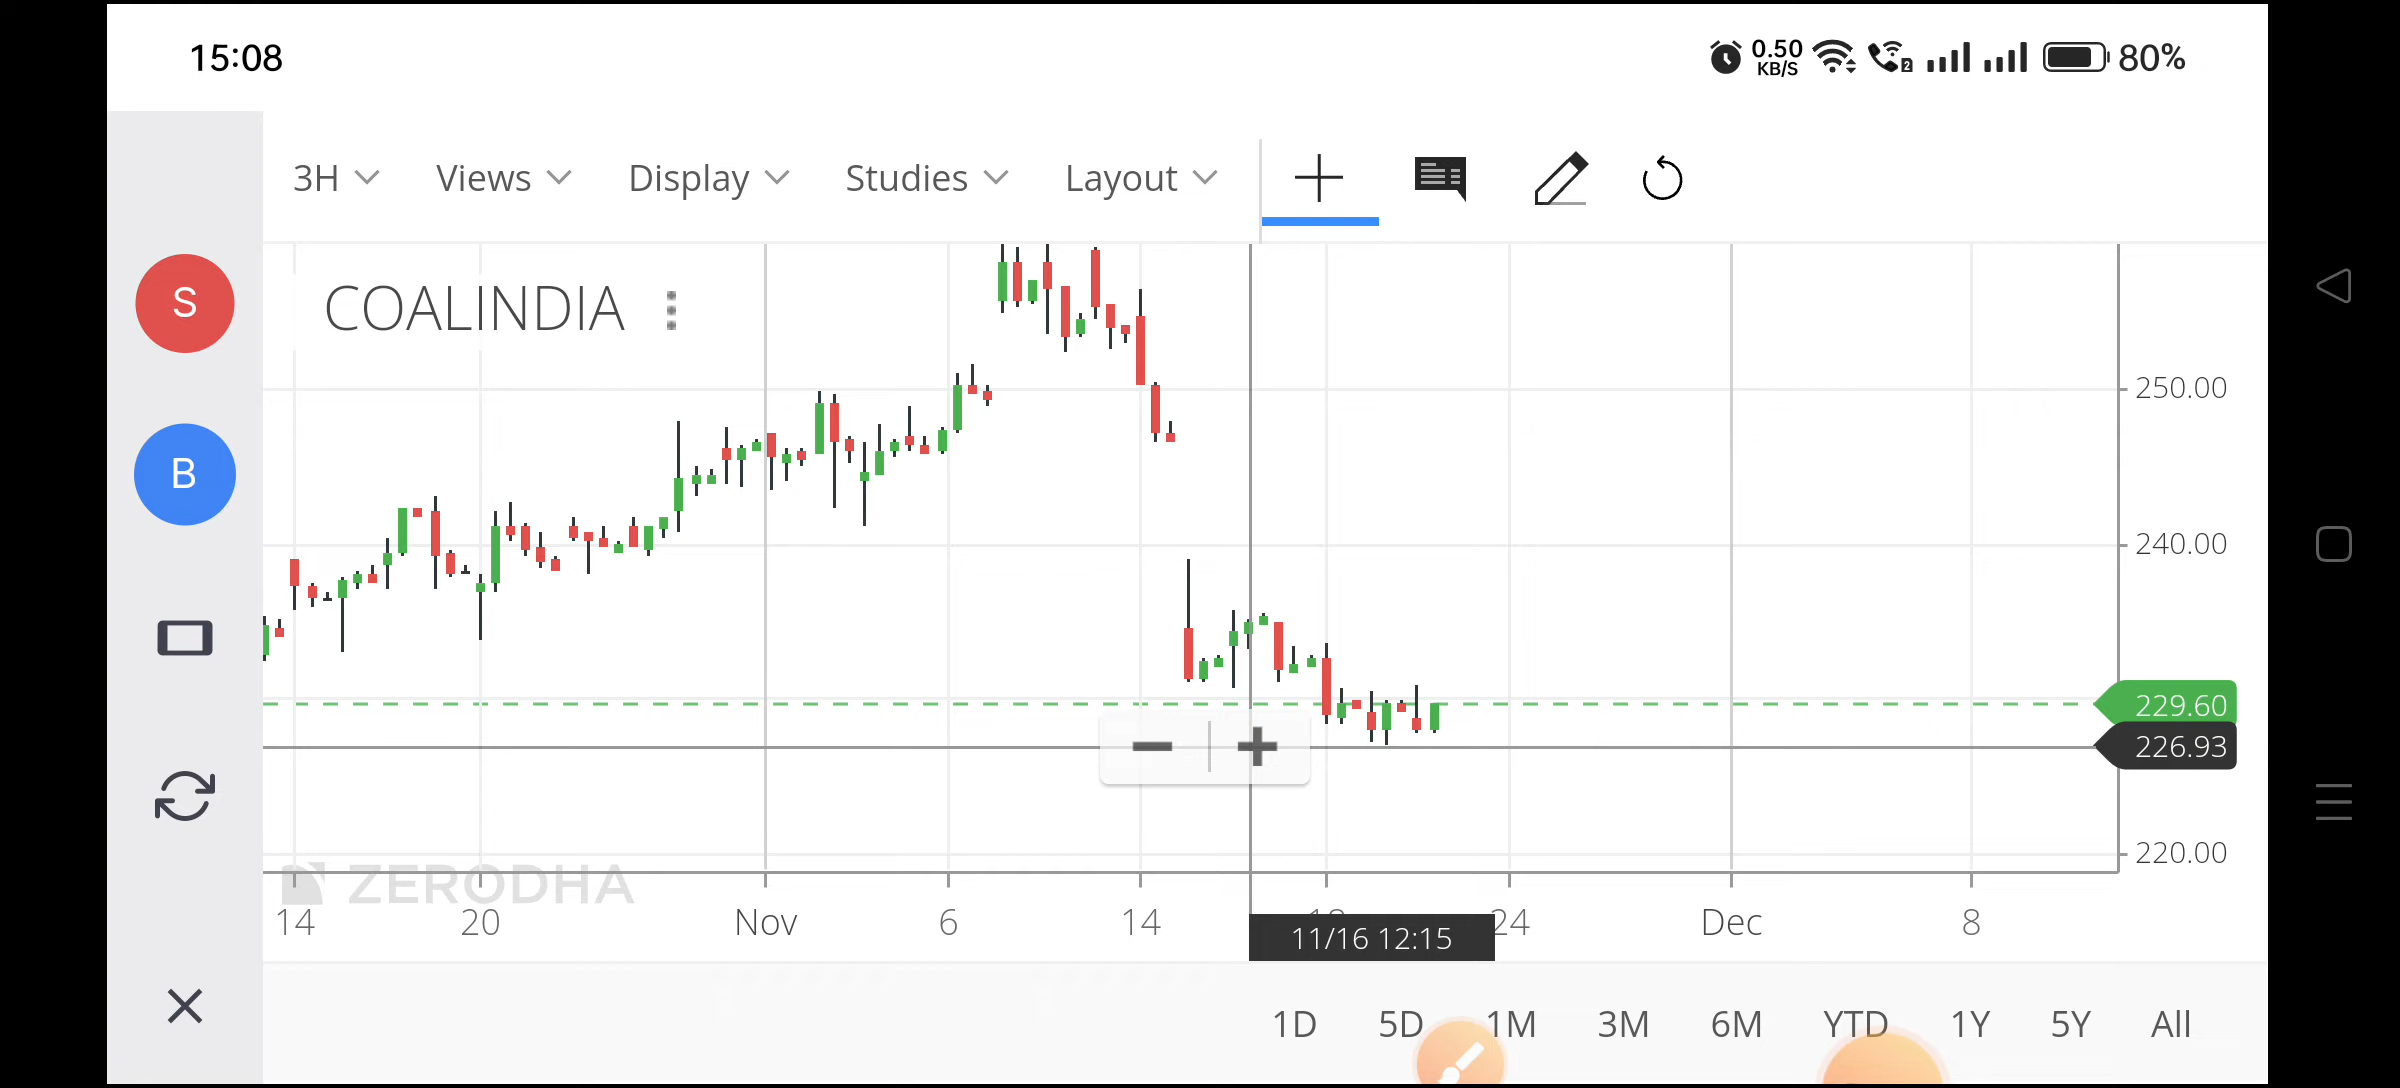 15:08
0.50
KB/S
2
80%
3H
Views
Display
Studies
Layout
S
COALINDIA
250.00
B
240.00
229.60
226.93
220.00
ZERODHA
14
20
Nov
6
14
18
24
Dec
8
11/16 12:15
1D
5D
1M
3M
6M
YTD
1Y
5Y
All